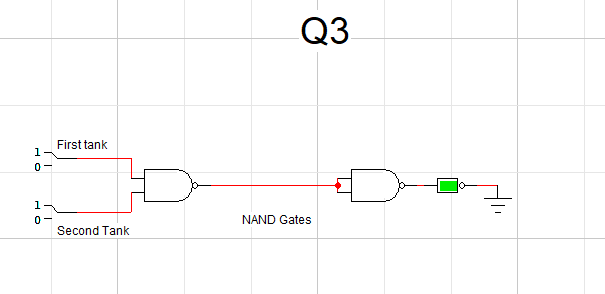 Q3
First tank
1
0
1
0
Second Tank
NAND Gates